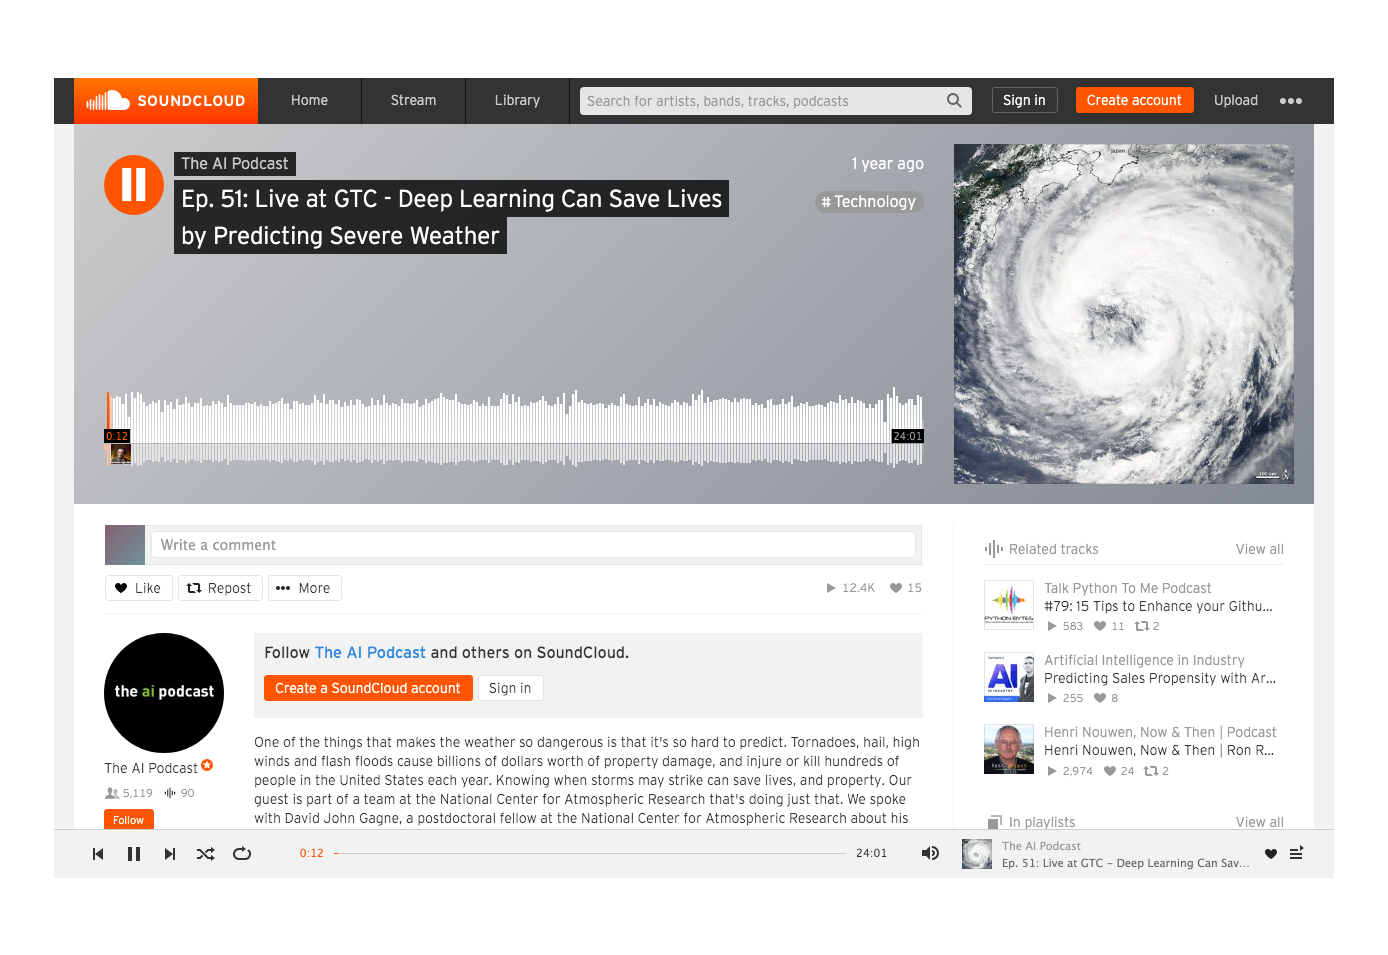 SOUNDCLOUD
Home
Stream
Library
Search for artists, bands, tracks, podcasts
Sign in
Create account
Upload
The AI Podcast
1 year ago
Ep. 51: Live at GTC - Deep Learning Can Save Lives
by Predicting Severe Weather
# Technology
Japan
100 km
N
0:12
24:01
Write a comment
Like
Repost
More
12.4K
15
the ai podcast
The AI Podcast
5,119
90
Follow
Follow The AI Podcast and others on SoundCloud.
Create a SoundCloud account
Sign in
One of the things that makes the weather so dangerous is that it's so hard to predict. Tornadoes, hail, high
winds and flash floods cause billions of dollars worth of property damage, and injure or kill hundreds of
people in the United States each year. Knowing when storms may strike can save lives, and property. Our
guest is part of a team at the National Center for Atmospheric Research that's doing just that. We spoke
with David John Gagne, a postdoctoral fellow at the National Center for Atmospheric Research about his
Related tracks
View all
PYTHON BYTES
Talk Python To Me Podcast
#79: 15 Tips to Enhance your Githu...
583
11
2
AI
IN INDUSTRY
Artificial Intelligence in Industry
Predicting Sales Propensity with Ar...
255
8
henri nouwen
Henri Nouwen, Now & Then | Podcast
Henri Nouwen, Now & Then | Ron R...
2,974
24
2
In playlists
View all
0:12
24:01
The AI Podcast
Ep. 51: Live at GTC – Deep Learning Can Sav...